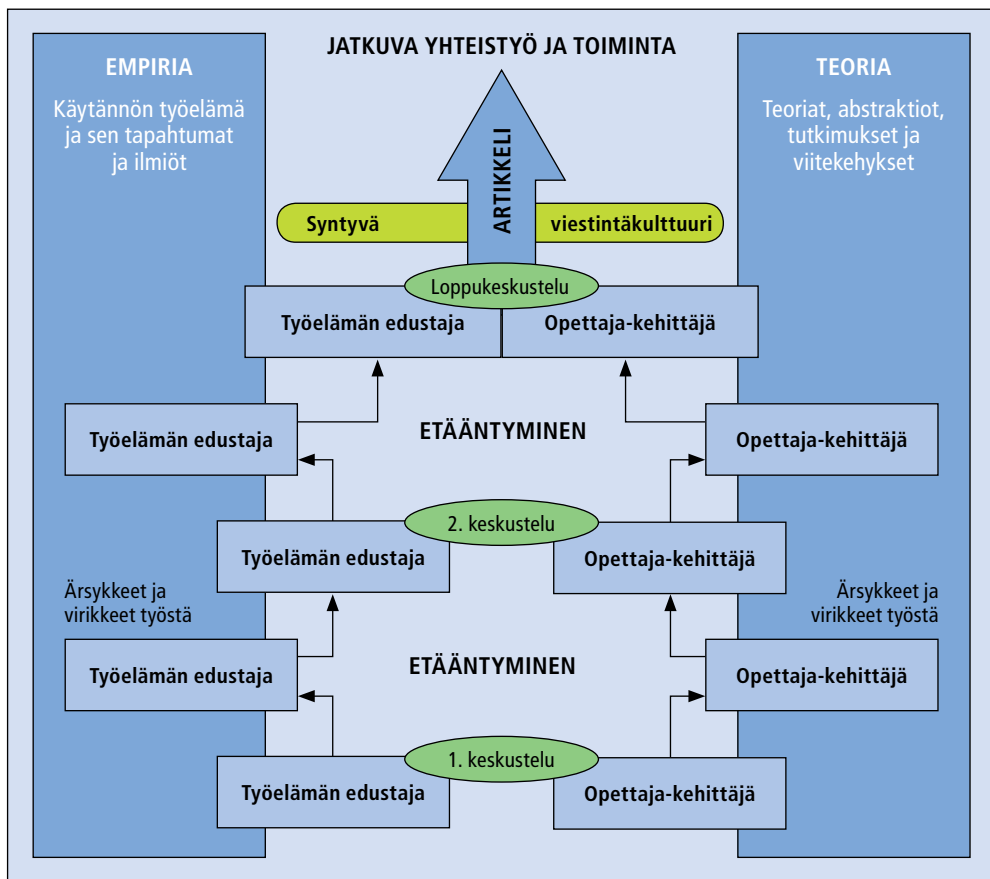 JATKUVA YHTEISTYÖ JA TOIMINTA
EMPIRIA
Käytännön työelämä
ja sen tapahtumat
ja ilmiöt
TEORIA
Teoriat, abstraktiot,
tutkimukset ja
viitekehykset
ARTIKKELI
Syntyvä
viestintäkulttuuri
Loppukeskustelu
Työelämän edustaja
Opettaja-kehittäjä
Työelämän edustaja
ETÄÄNTYMINEN
Opettaja-kehittäjä
2. keskustelu
Työelämän edustaja
Opettaja-kehittäjä
Ärsykkeet ja
virikkeet työstä
Ärsykkeet ja
virikkeet työstä
Työelämän edustaja
ETÄÄNTYMINEN
Opettaja-kehittäjä
1. keskustelu
Työelämän edustaja
Opettaja-kehittäjä